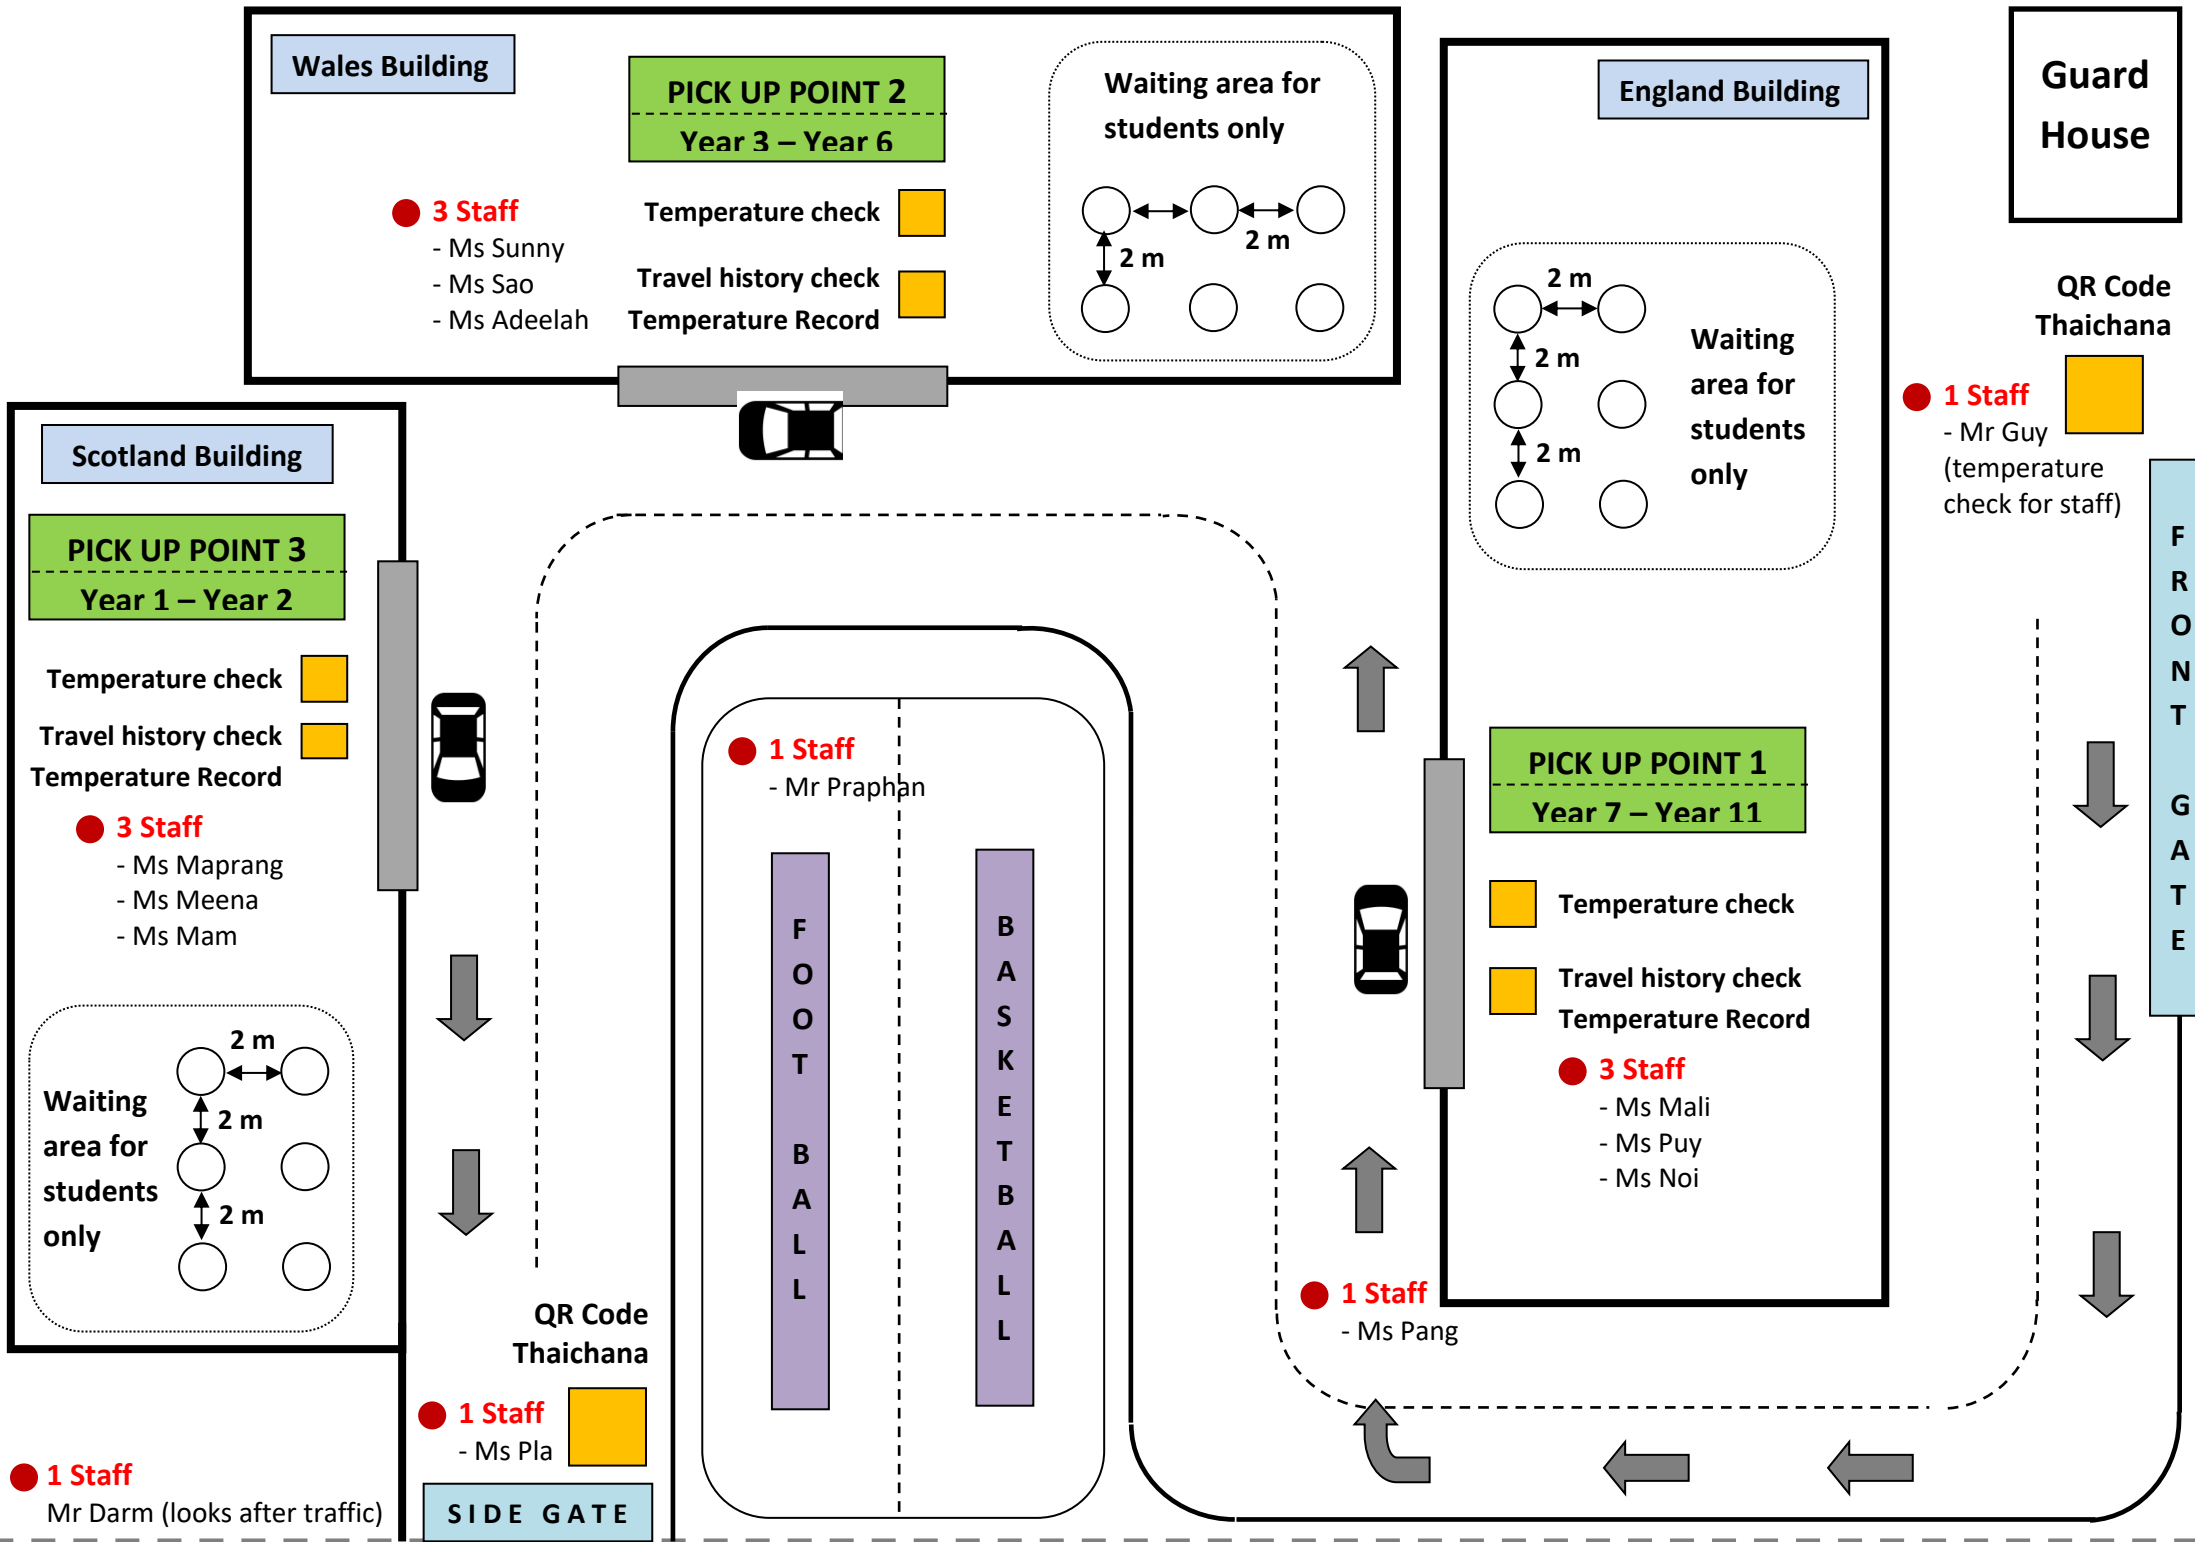 Wales Building
PICK UP POINT 2
Year 3 – Year 6
3 Staff
- Ms Sunny
- Ms Sao
- Ms Adeelah
Temperature check
Travel history check
Temperature Record
Waiting area for
students only
2 m
2 m
England Building
2 m
2 m
2 m
Waiting
area for
students
only
Guard
House
QR Code
Thaichana
1 Staff
- Mr Guy
(temperature
check for staff)
FRONT GATE
Scotland Building
PICK UP POINT 3
Year 1 – Year 2
Temperature check
Travel history check
Temperature Record
3 Staff
- Ms Maprang
- Ms Meena
- Ms Mam
Waiting
area for
students
only
2 m
2 m
2 m
1 Staff
- Mr Praphan
FOOT BALL
BASKETBALL
PICK UP POINT 1
Year 7 – Year 11
Temperature check
Travel history check
Temperature Record
3 Staff
- Ms Mali
- Ms Puy
- Ms Noi
1 Staff
- Ms Pang
QR Code
Thaichana
1 Staff
- Ms Pla
SIDE GATE
1 Staff
Mr Darm (looks after traffic)